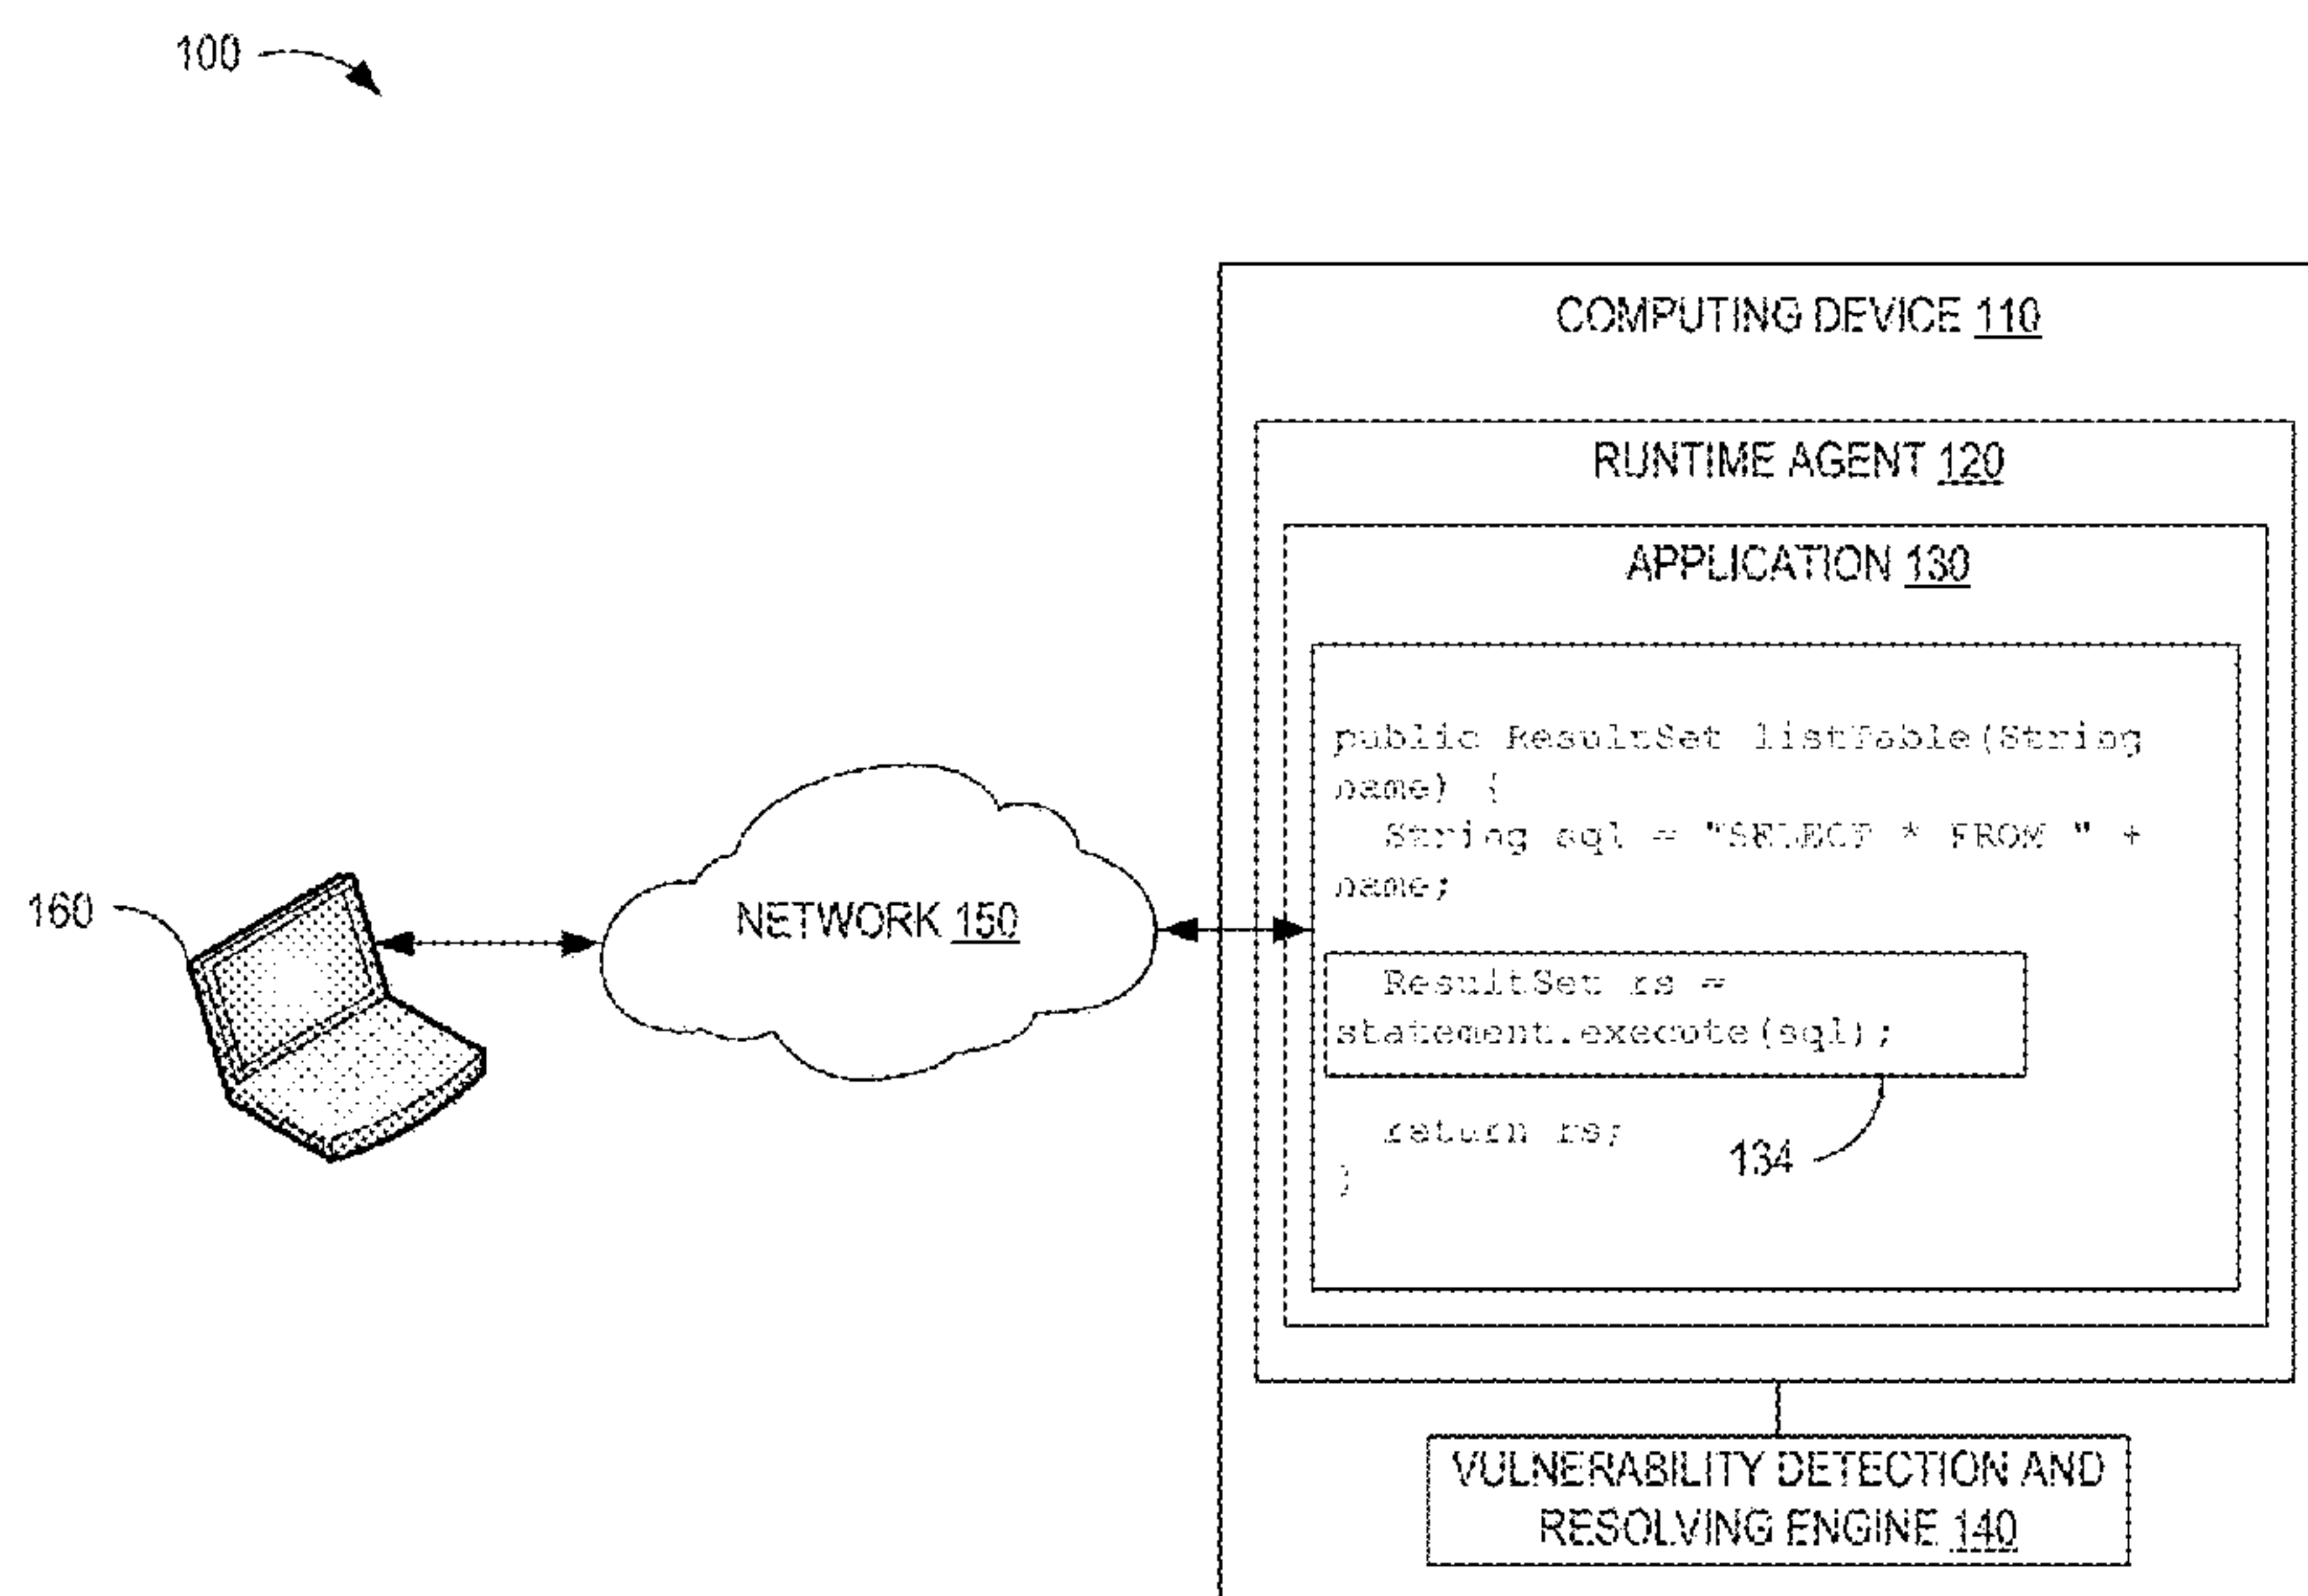 100
COMPUTING DEVICE 110
RUNTIME AGENT 120
APPLICATION 130
public ResultSet listTable(String
name) {
String sql = "SELECT * FROM " +
name;
160
NETWORK 150
ResultSet rs =
statement.execute(sql);
return rs;
134
}
VULNERABILITY DETECTION AND
RESOLVING ENGINE 140